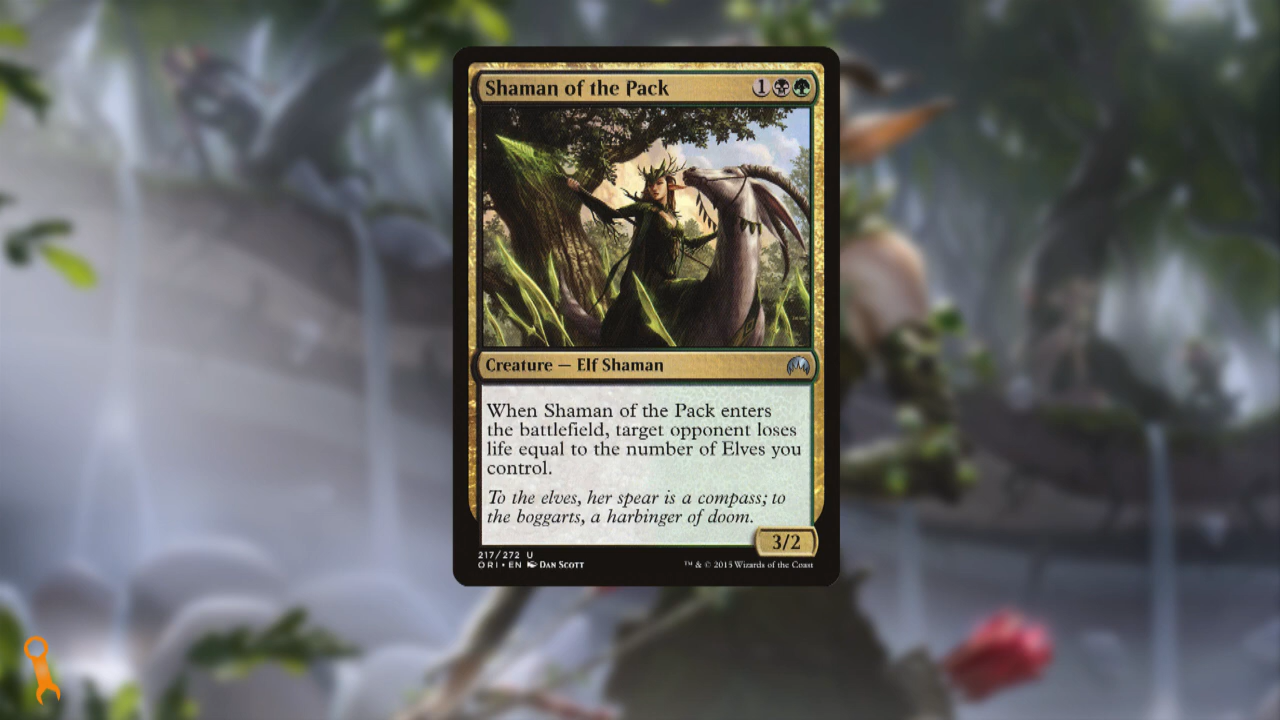 Shaman of the Pack 1
Creature — Elf Shaman
When Shaman of the Pack enters
the battlefield, target opponent loses
life equal to the number of Elves you
control.
To the elves, her spear is a compass; to
the boggarts, a harbinger of doom.
3/2
217/272 U
ORI • EN DAN SCOTT
™ & © 2015 Wizards of the Coast